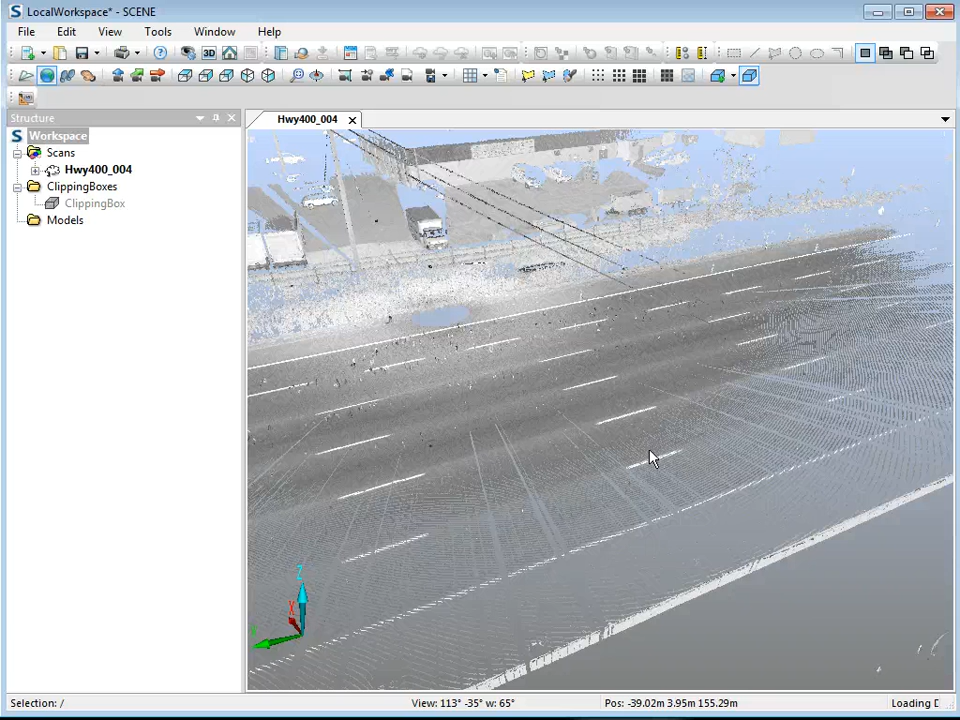 LocalWorkspace* - SCENE
File Edit View Tools Window Help
3D
Structure
Hwy400_004
Workspace
Scans
Hwy400_004
ClippingBoxes
ClippingBox
Models
Z
X
Selection: / View: 113° -35° w: 65° Pos: -39.02m 3.95m 155.29m Loading D